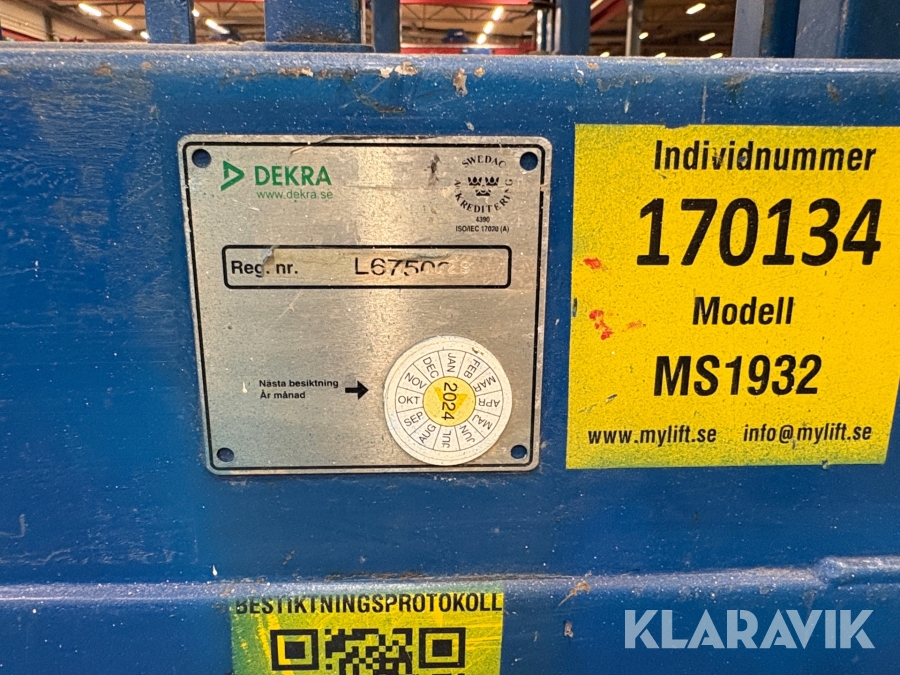 DEKRA
www.dekra.se
SWEDAC
AKKREDITERING
4390
ISO/IEC 17020 (A)
Reg. nr.
Nästa besiktning
År månad
JAN
FEB
MAR
APR
MAJ
JUN
JUL
AUG
SEP
OKT
NOV
DEC
2024
Individnummer
170134
Modell
MS1932
www.mylift.se info@mylift.se
BESTIKTNINGSPROTOKOLL
KLARAVIK